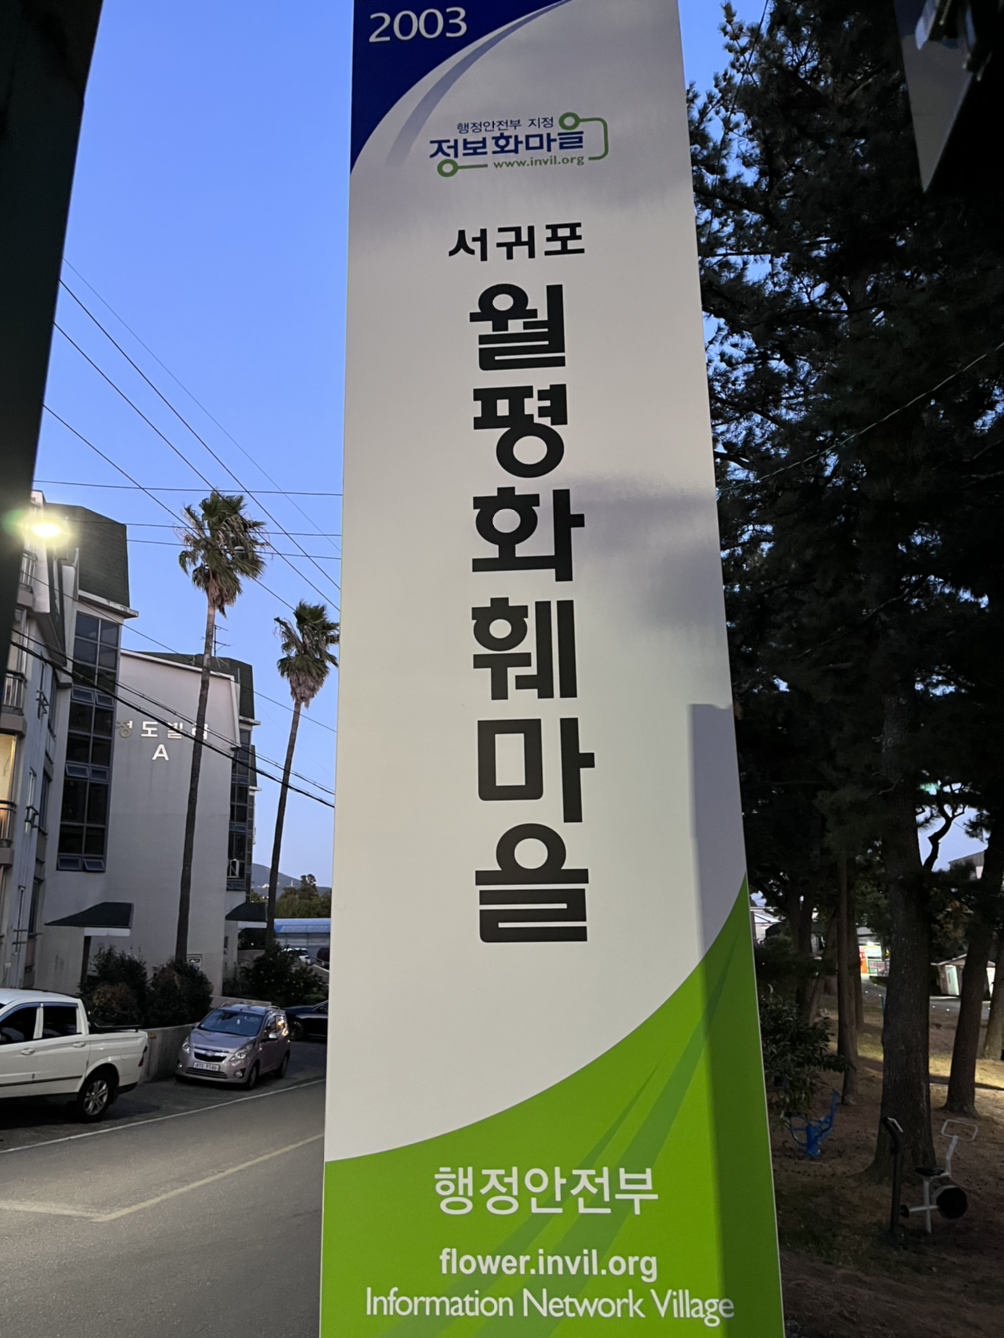 2003
행정안전부 지정
정보화마을
www.invil.org
서귀포
월평화훼마을
행정안전부
flower.invil.org
Information Network Village
A